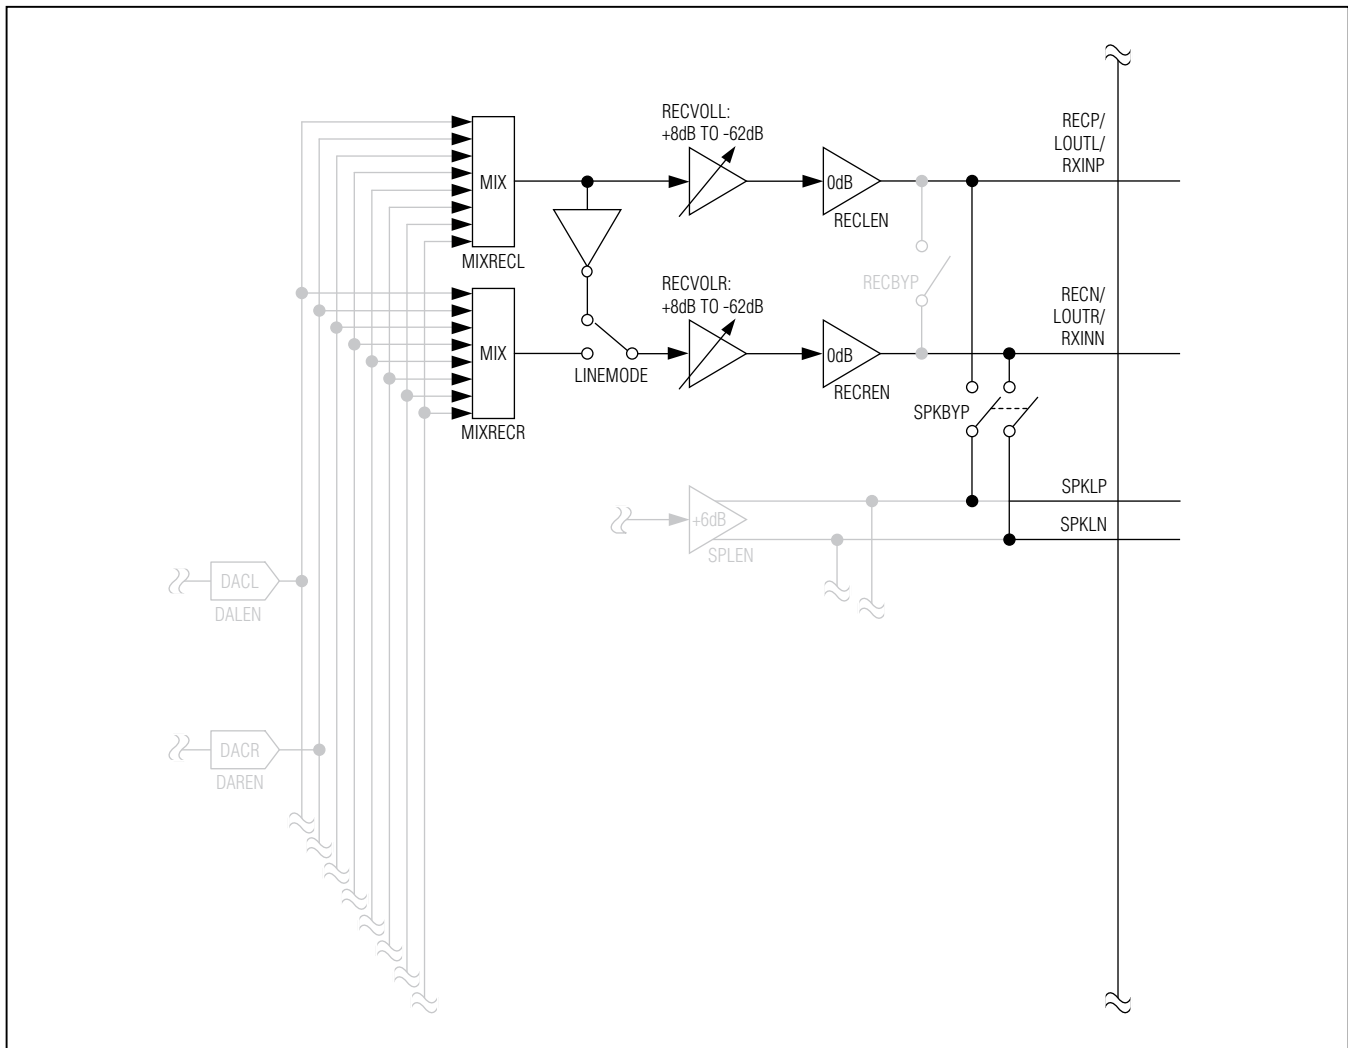 RECVOLL:
+8dB TO -62dB
RECP/
LOUTL/
RXINP
MIX
0dB
RECLEN
MIXRECL
RECVOLR:
+8dB TO -62dB
RECBYP
RECN/
LOUTR/
RXINN
MIX
0dB
LINEMODE
RECREN
MIXRECR
SPKBYP
SPKLP
+6dB
SPKLN
SPLEN
DACL
DALEN
DACR
DAREN